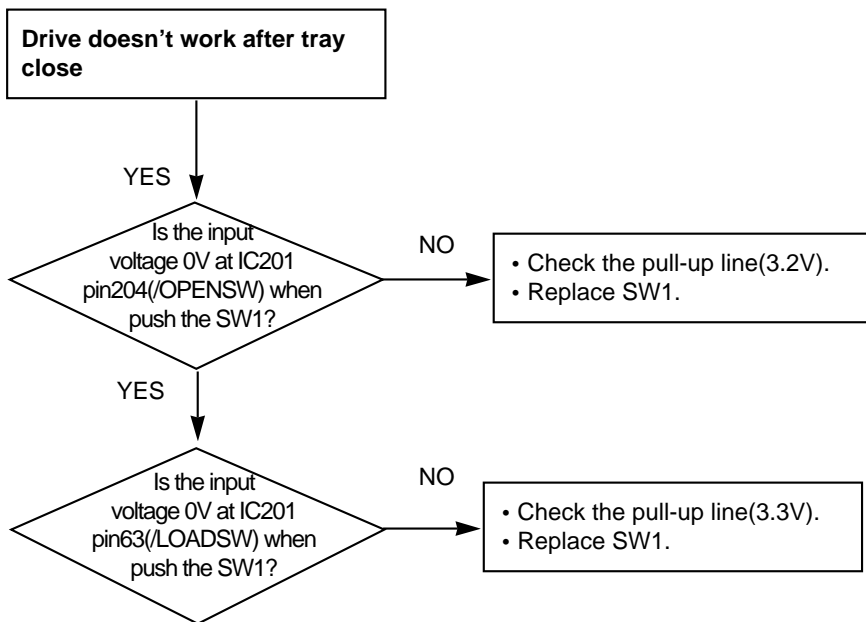 Drive doesn't work after tray
close
YES
Is the input
voltage 0V at IC201
pin204(/OPENSW) when
push the SW1?
NO
• Check the pull-up line(3.2V).
• Replace SW1.
YES
Is the input
voltage 0V at IC201
pin63(/LOADSW) when
push the SW1?
NO
• Check the pull-up line(3.3V).
• Replace SW1.